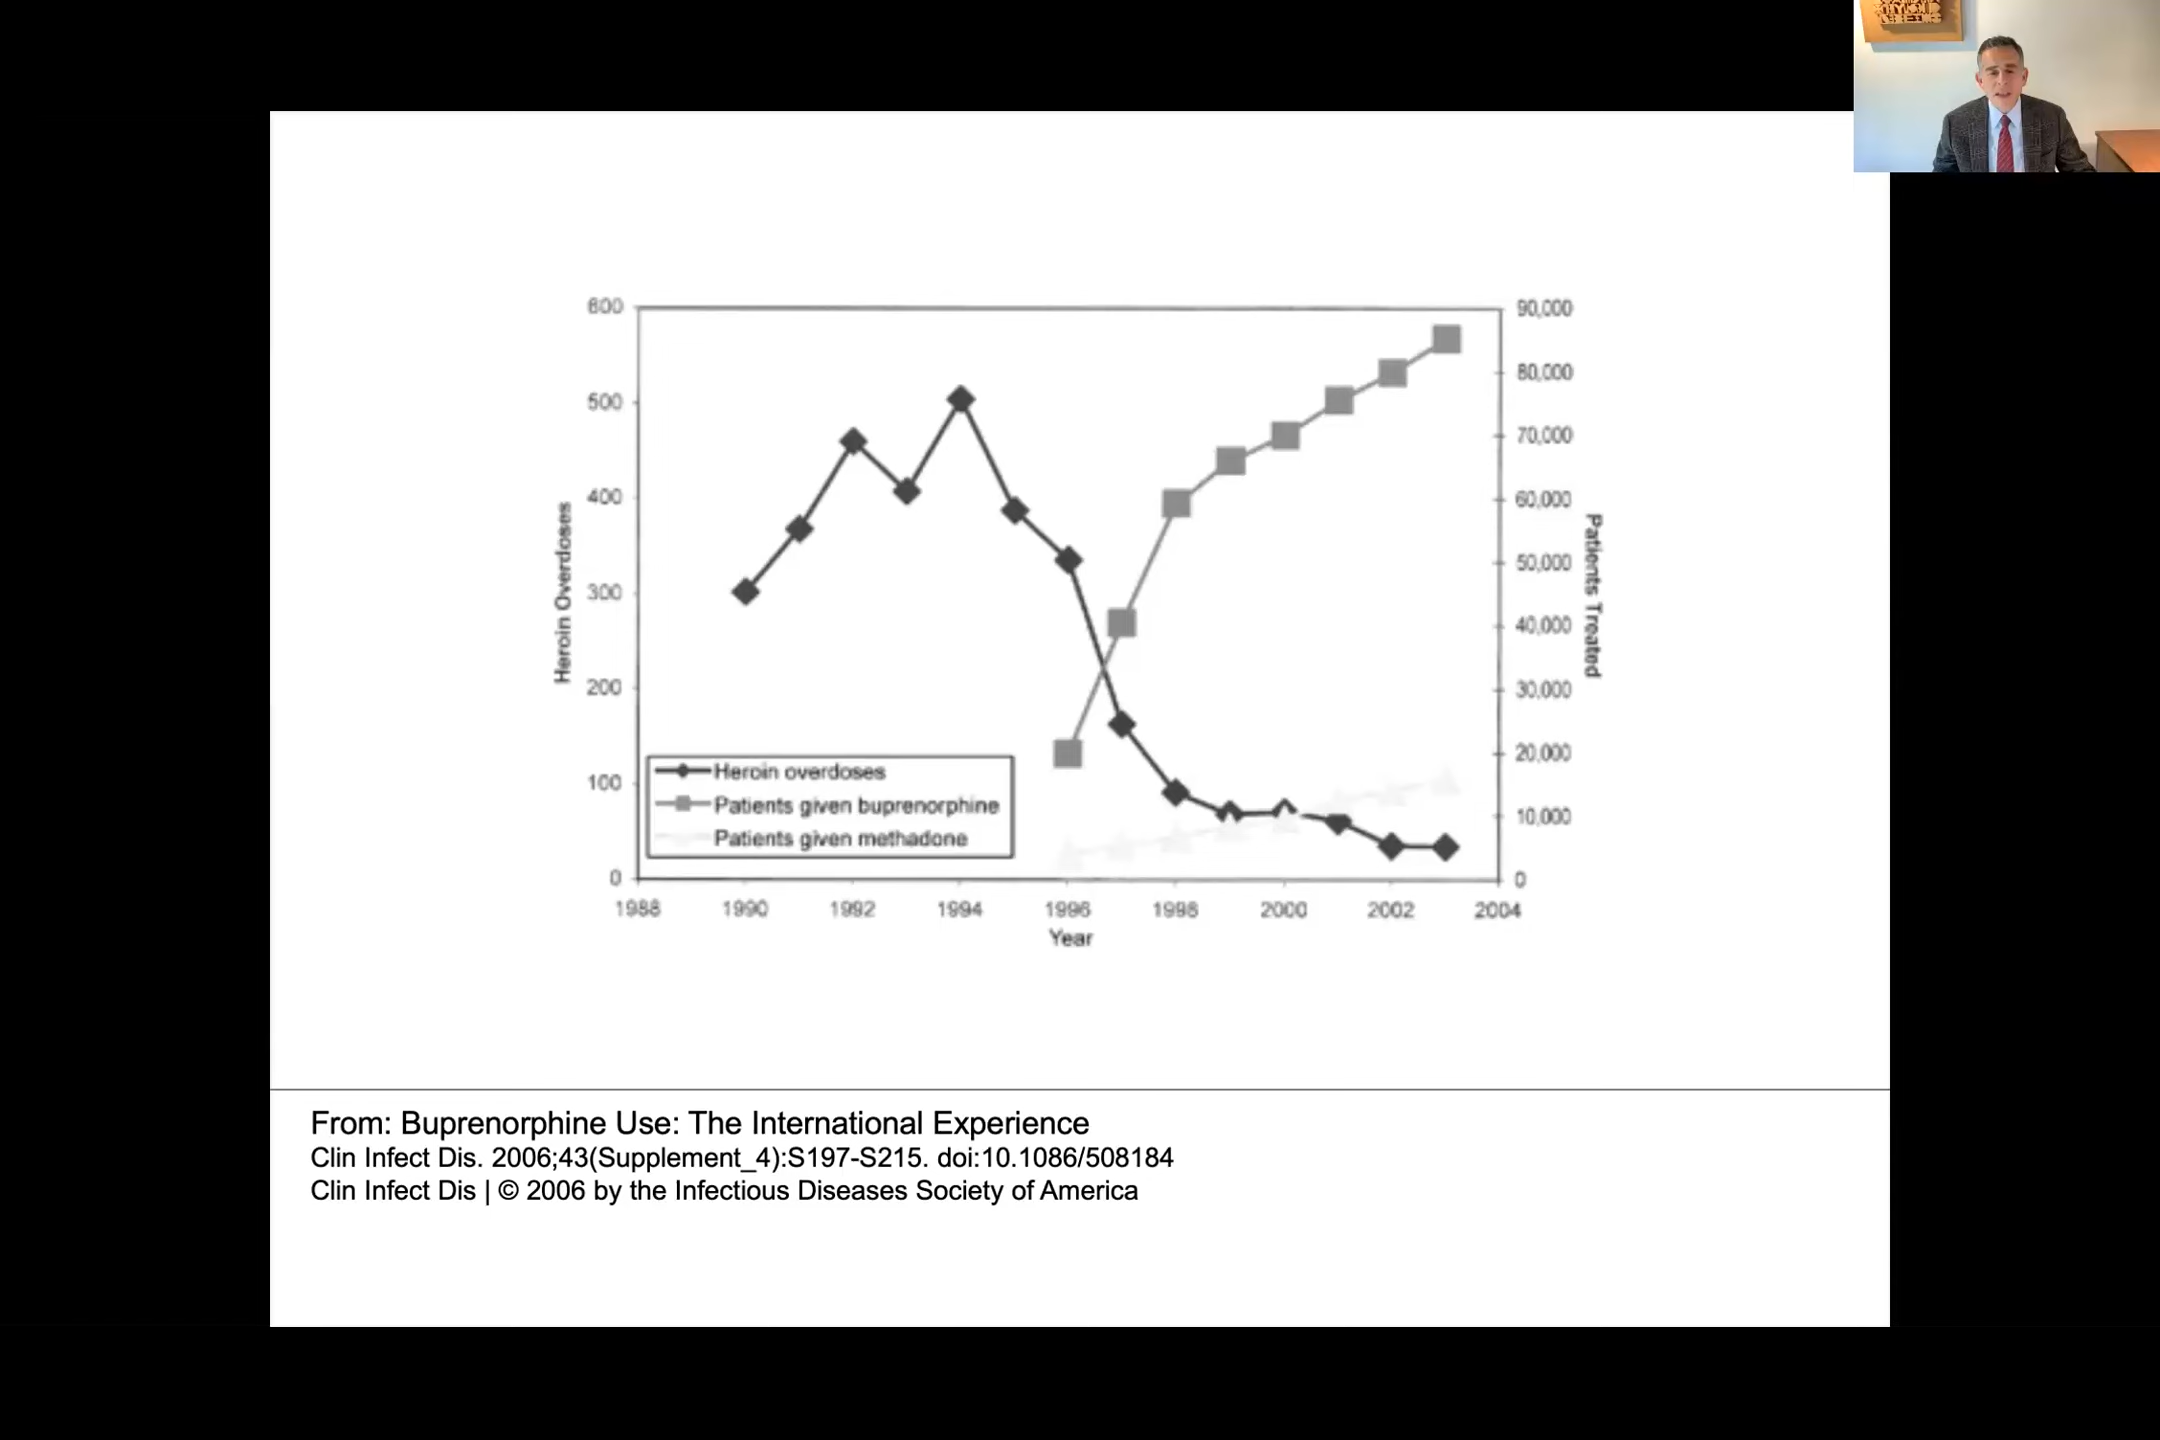 600
500
400
300
200
100
0
Heroin Overdoses
90,000
80,000
70,000
60,000
50,000
40,000
30,000
20,000
10,000
0
Patients Treated
Heroin overdoses
Patients given buprenorphine
Patients given methadone
1988 1990 1992 1994 1996 1998 2000 2002 2004
Year
From: Buprenorphine Use: The International Experience
Clin Infect Dis. 2006;43(Supplement_4):S197-S215. doi:10.1086/508184
Clin Infect Dis | © 2006 by the Infectious Diseases Society of America